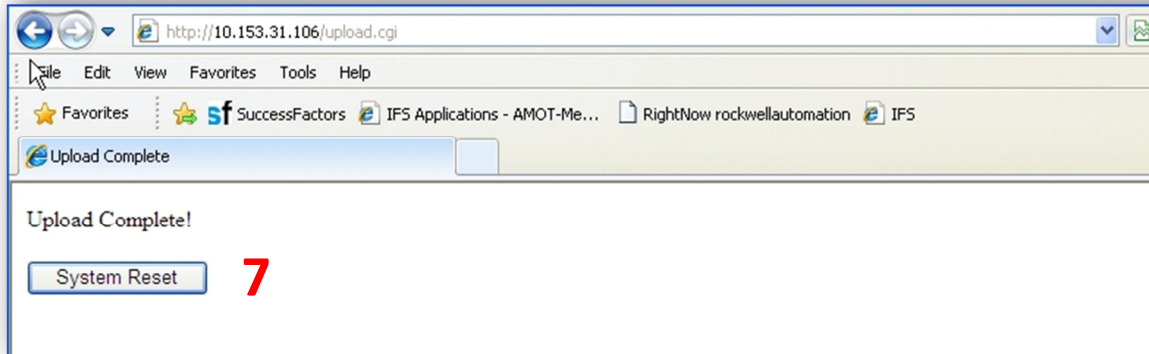 http://10.153.31.106/upload.cgi
File Edit View Favorites Tools Help
Favorites Sf SuccessFactors IFS Applications - AMOT-Me... RightNow rockwellautomation IFS
Upload Complete
Upload Complete!
System Reset 7